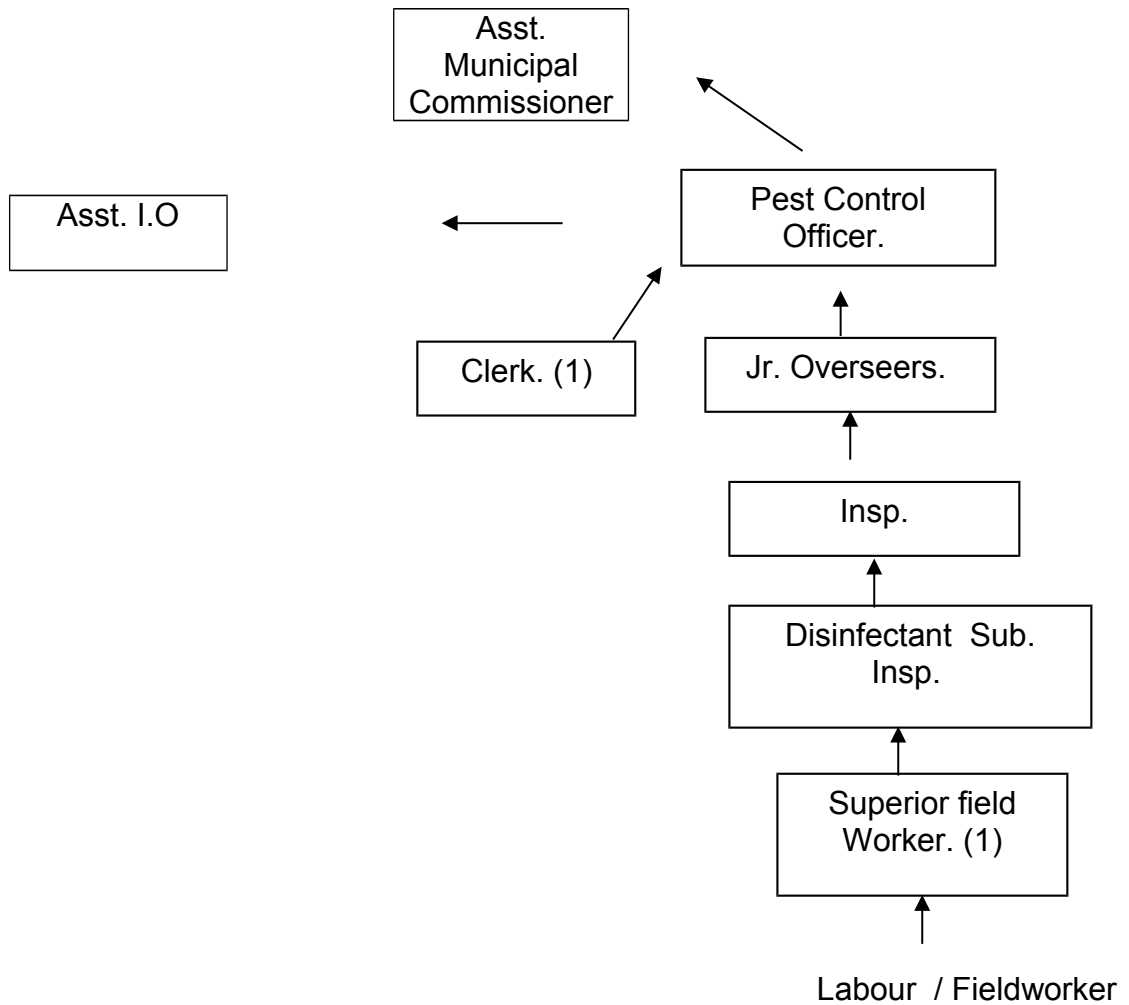 Asst.
Municipal
Commissioner
Pest Control
Officer.
Asst. I.O
Clerk. (1)
Jr. Overseers.
Insp.
Disinfectant Sub.
Insp.
Superior field
Worker. (1)
Labour / Fieldworker